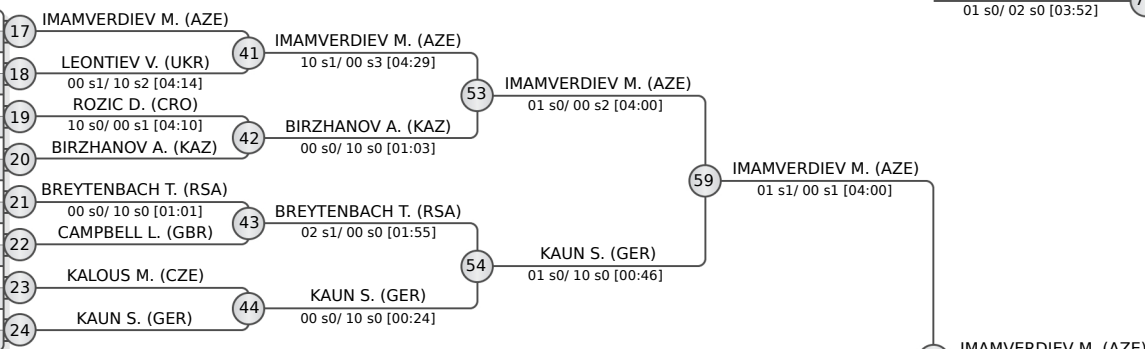 01 s0/ 02 s0 [03:52]
17
IMAMVERDIEV M. (AZE)
41
IMAMVERDIEV M. (AZE)
10 s1/ 00 s3 [04:29]
18
LEONTIEV V. (UKR)
00 s1/ 10 s2 [04:14]
53
IMAMVERDIEV M. (AZE)
01 s0/ 00 s2 [04:00]
19
ROZIC D. (CRO)
10 s0/ 00 s1 [04:10]
42
BIRZHANOV A. (KAZ)
00 s0/ 10 s0 [01:03]
20
BIRZHANOV A. (KAZ)
59
IMAMVERDIEV M. (AZE)
01 s1/ 00 s1 [04:00]
21
BREYTENBACH T. (RSA)
00 s0/ 10 s0 [01:01]
43
BREYTENBACH T. (RSA)
02 s1/ 00 s0 [01:55]
22
CAMPBELL L. (GBR)
54
KAUN S. (GER)
01 s0/ 10 s0 [00:46]
23
KALOUS M. (CZE)
44
KAUN S. (GER)
00 s0/ 10 s0 [00:24]
24
KAUN S. (GER)
IMAMVERDIEV M. (AZE)